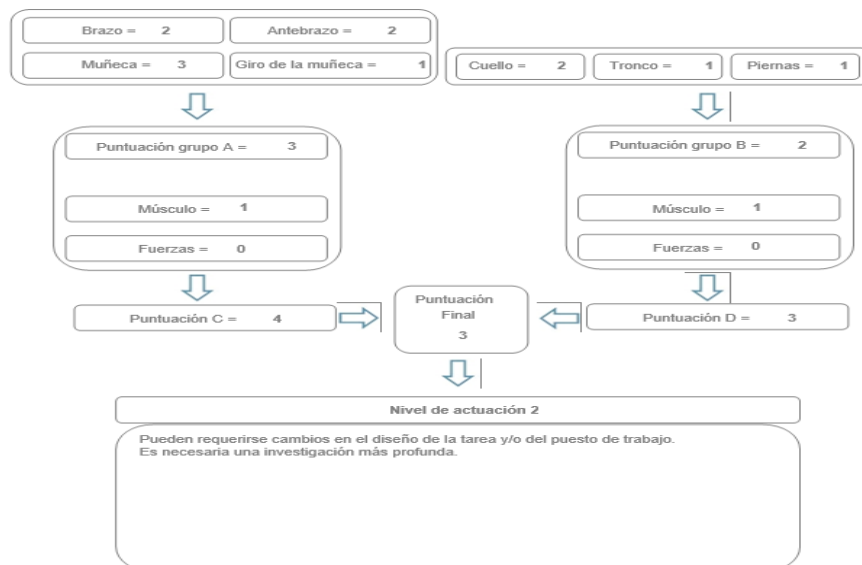 Brazo = 2
Antebrazo = 2
Muñeca = 3
Giro de la muñeca = 1
Cuello = 2
Tronco = 1
Piernas = 1
Puntuación grupo A = 3
Músculo = 1
Fuerzas = 0
Puntuación grupo B = 2
Músculo = 1
Fuerzas = 0
Puntuación C = 4
Puntuación
Final
3
Puntuación D = 3
Nivel de actuación 2
Pueden requerirse cambios en el diseño de la tarea y/o del puesto de trabajo.
Es necesaria una investigación más profunda.